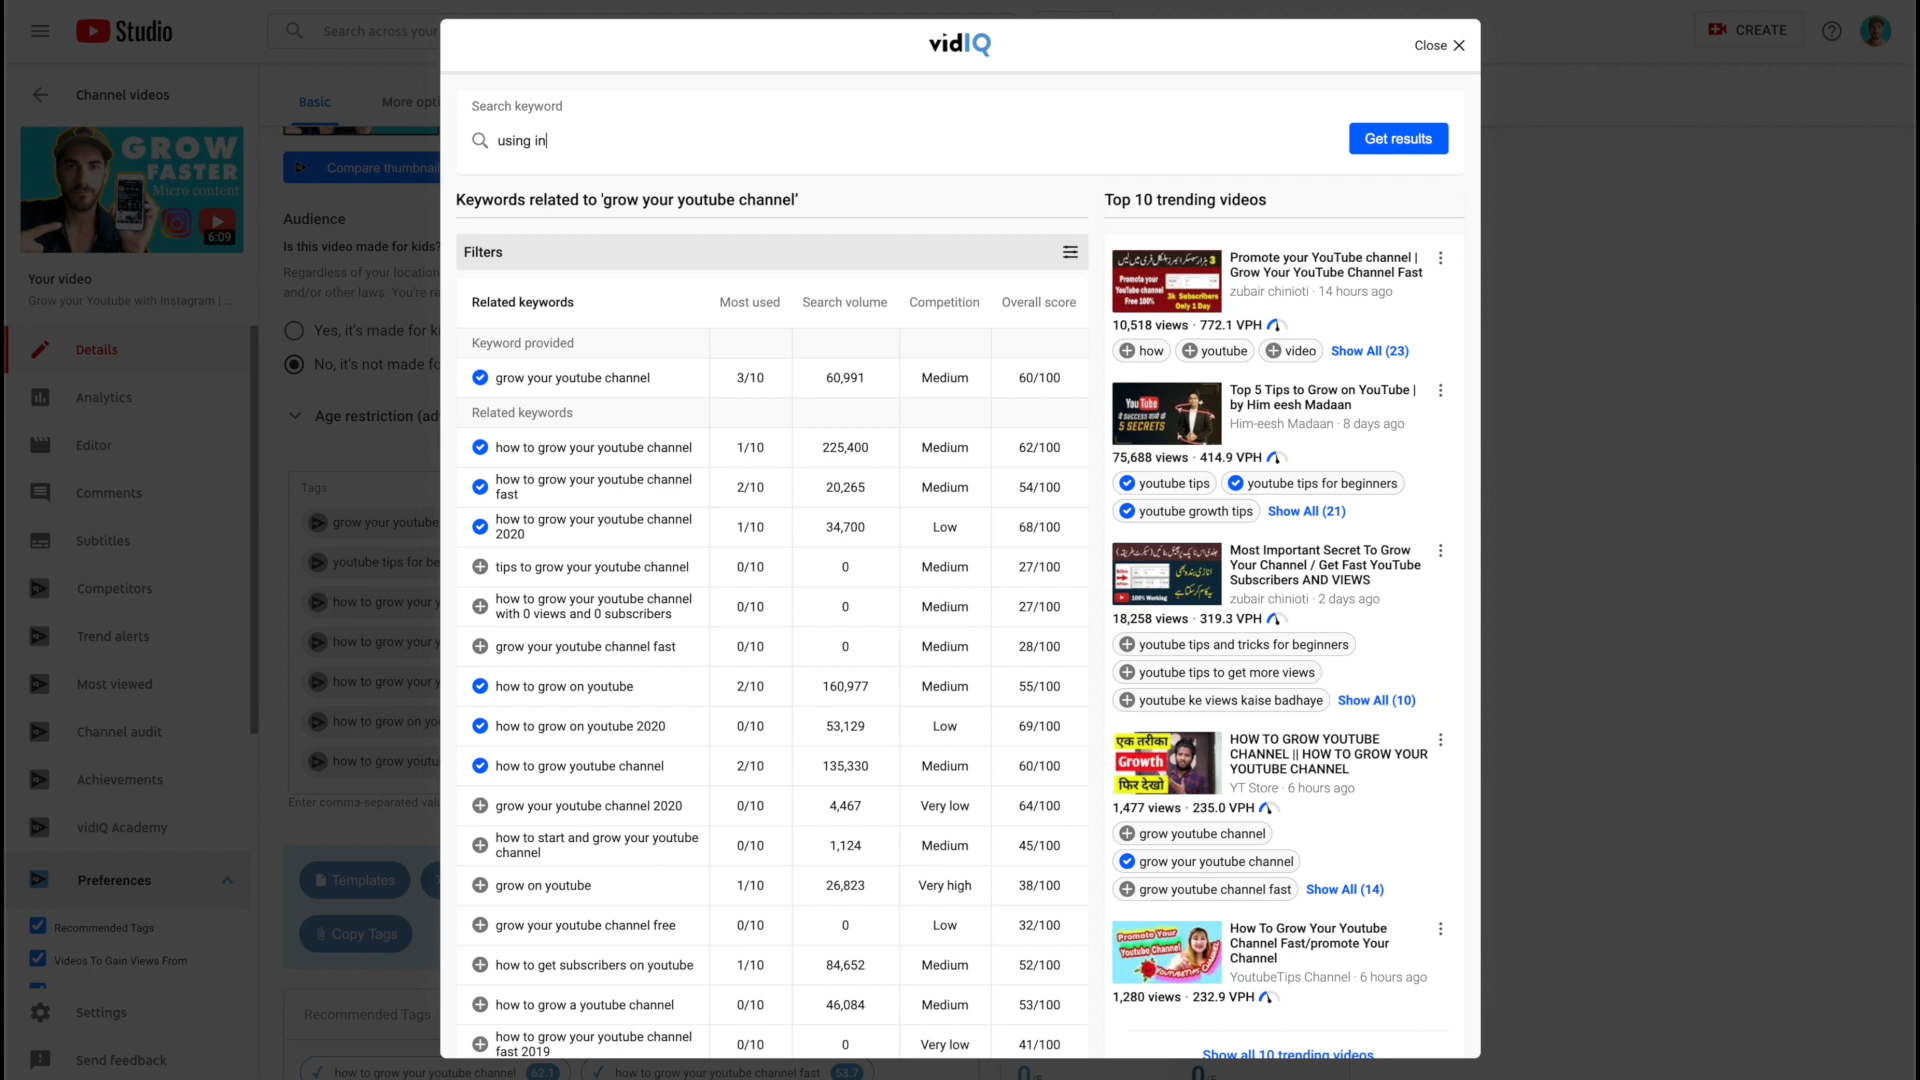 Studio
Search across your
CREATE
vidIQ
Close
Channel videos
Basic
More opti
GROW
FASTER
Micro content
6:09
Your video
Grow your Youtube with Instagram | ...
Details
Analytics
Editor
Comments
Subtitles
Competitors
Trend alerts
Most viewed
Channel audit
Achievements
vidIQ Academy
Preferences
Recommended Tags
Videos To Gain Views From
Settings
Send feedback
Compare thumbnail
Audience
Is this video made for kids?
Regardless of your location
and/or other laws. You're re
Yes, it's made for ki
No, it's not made fo
Age restriction (ad
Tags
grow your youtube
youtube tips for be
how to grow your y
how to grow your y
how to grow your y
how to grow on yo
how to grow youtu
Enter comma-separated valu
Templates
Copy Tags
Recommended Tags
how to grow your youtube channel 62.1
how to grow your youtube channel fast 53.7
Search keyword
using in
Get results
Keywords related to 'grow your youtube channel'
Filters
Related keywords Most used Search volume Competition Overall score
Keyword provided
grow your youtube channel 3/10 60,991 Medium 60/100
Related keywords
how to grow your youtube channel 1/10 225,400 Medium 62/100
how to grow your youtube channel
fast 2/10 20,265 Medium 54/100
how to grow your youtube channel
2020 1/10 34,700 Low 68/100
tips to grow your youtube channel 0/10 0 Medium 27/100
how to grow your youtube channel
with 0 views and 0 subscribers 0/10 0 Medium 27/100
grow your youtube channel fast 0/10 0 Medium 28/100
how to grow on youtube 2/10 160,977 Medium 55/100
how to grow on youtube 2020 0/10 53,129 Low 69/100
how to grow youtube channel 2/10 135,330 Medium 60/100
grow your youtube channel 2020 0/10 4,467 Very low 64/100
how to start and grow your youtube
channel 0/10 1,124 Medium 45/100
grow on youtube 1/10 26,823 Very high 38/100
grow your youtube channel free 0/10 0 Low 32/100
how to get subscribers on youtube 1/10 84,652 Medium 52/100
how to grow a youtube channel 0/10 46,084 Medium 53/100
how to grow your youtube channel
fast 2019 0/10 0 Very low 41/100
Top 10 trending videos
Promote your
YouTube channel
Free 100%
3k Subscribers
Only 1 Day
Promote your YouTube channel |
Grow Your YouTube Channel Fast
zubair chinioti · 14 hours ago
10,518 views · 772.1 VPH
how youtube video Show All (23)
You Tube
5 SECRETS
Top 5 Tips to Grow on YouTube |
by Him eesh Madaan
Him-eesh Madaan · 8 days ago
75,688 views · 414.9 VPH
youtube tips youtube tips for beginners
youtube growth tips Show All (21)
100% Working
Most Important Secret To Grow
Your Channel / Get Fast YouTube
Subscribers AND VIEWS
zubair chinioti · 2 days ago
18,258 views · 319.3 VPH
youtube tips and tricks for beginners
youtube tips to get more views
youtube ke views kaise badhaye Show All (10)
एक तरीका
Growth
फिर देखो
HOW TO GROW YOUTUBE
CHANNEL || HOW TO GROW YOUR
YOUTUBE CHANNEL
YT Store · 6 hours ago
1,477 views · 235.0 VPH
grow youtube channel
grow your youtube channel
grow youtube channel fast Show All (14)
Promote Your
Youtube Channel
How To Grow Your Youtube
Channel Fast/promote Your
Channel
YoutubeTips Channel · 6 hours ago
1,280 views · 232.9 VPH
Show all 10 trending videos